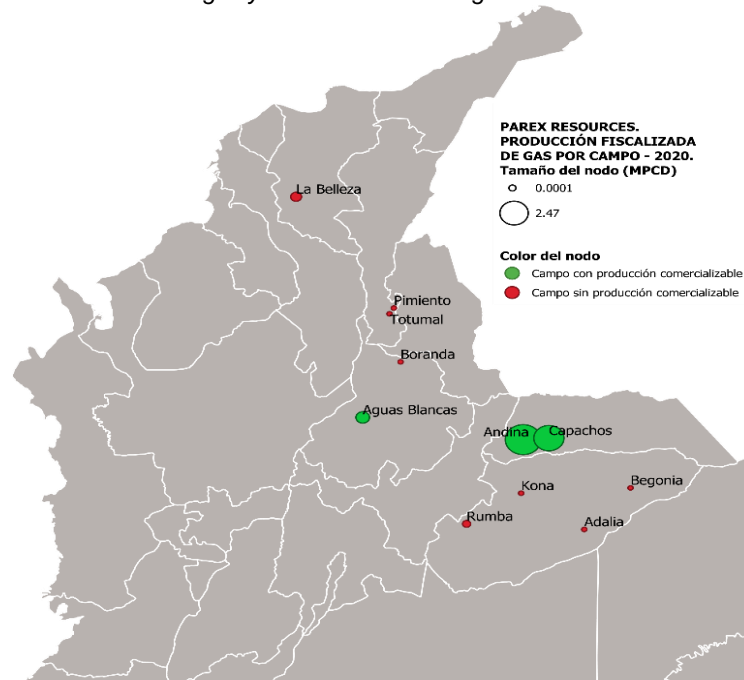 PAREX RESOURCES.
PRODUCCIÓN FISCALIZADA
DE GAS POR CAMPO - 2020.
Tamaño del nodo (MPCD)
0.0001
2.47
Color del nodo
Campo con producción comercializable
Campo sin producción comercializable
La Belleza
Pimiento
Totumal
Boranda
Aguas Blancas
Andina
Capachos
Kona
Begonia
Rumba
Adalia